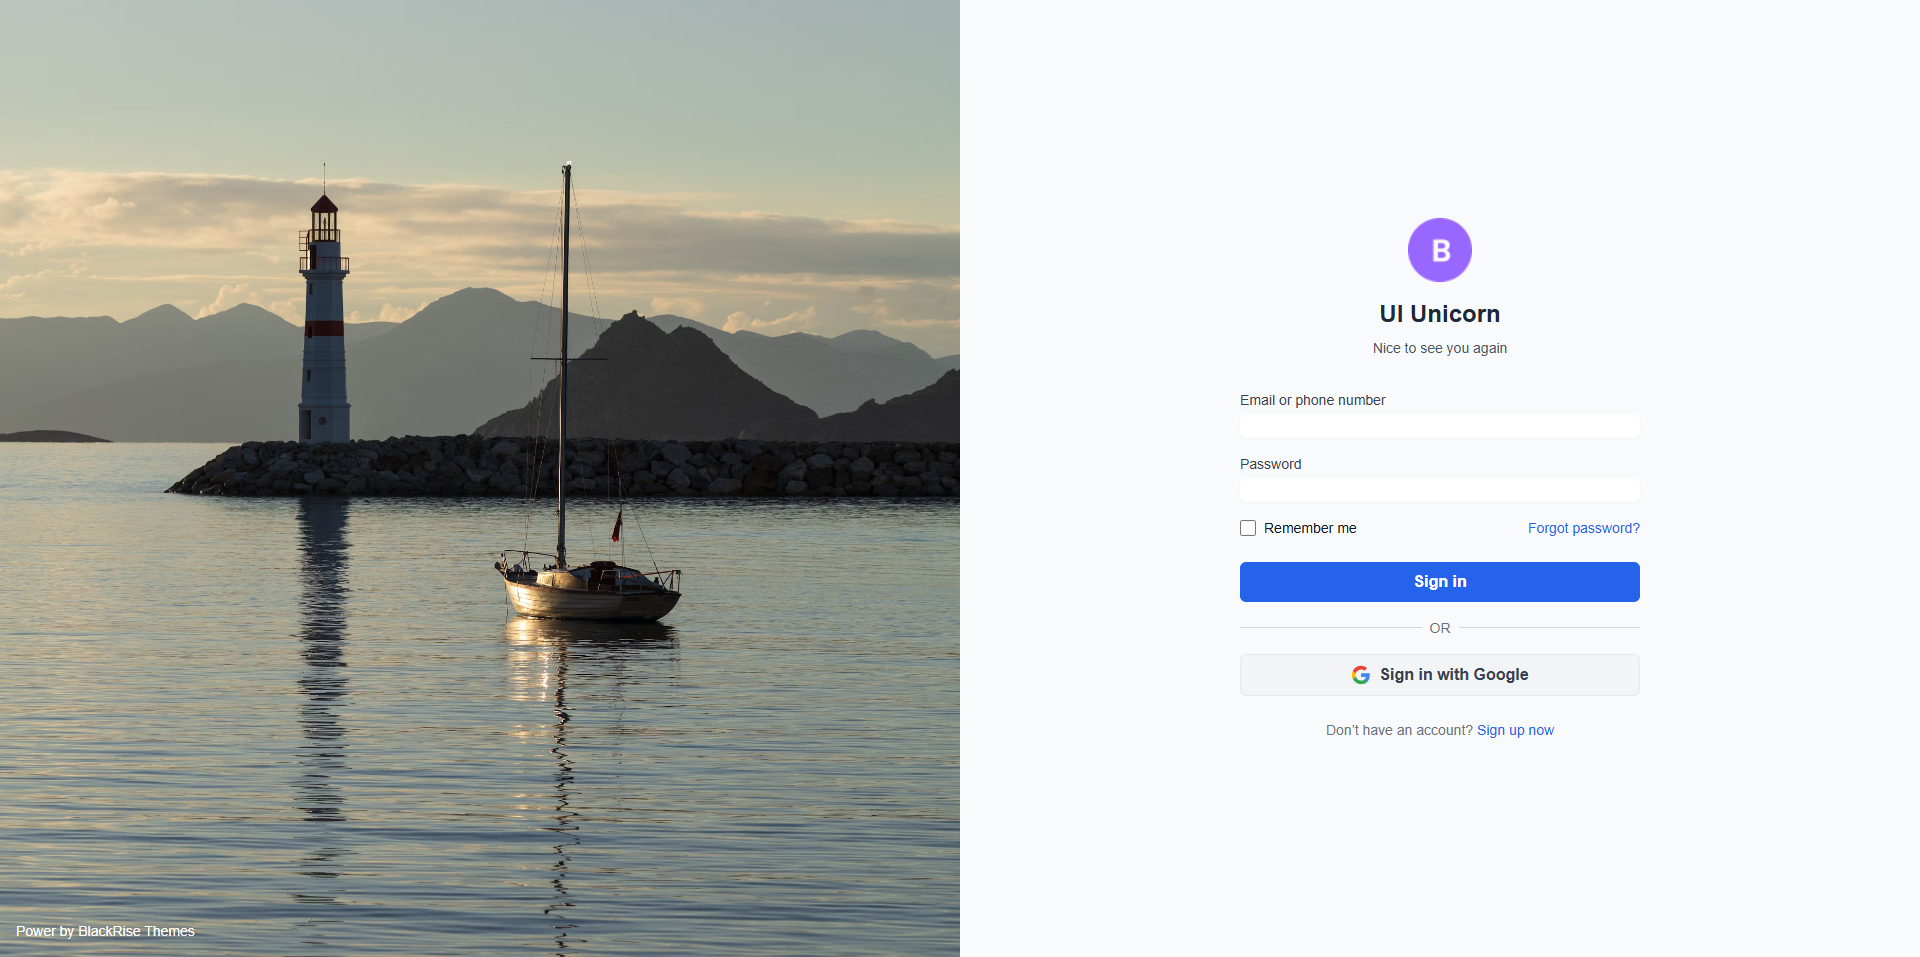 B
UI Unicorn
Nice to see you again
Email or phone number
Password
Remember me
Forgot password?
Sign in
OR
Sign in with Google
Don't have an account? Sign up now
Power by BlackRise Themes